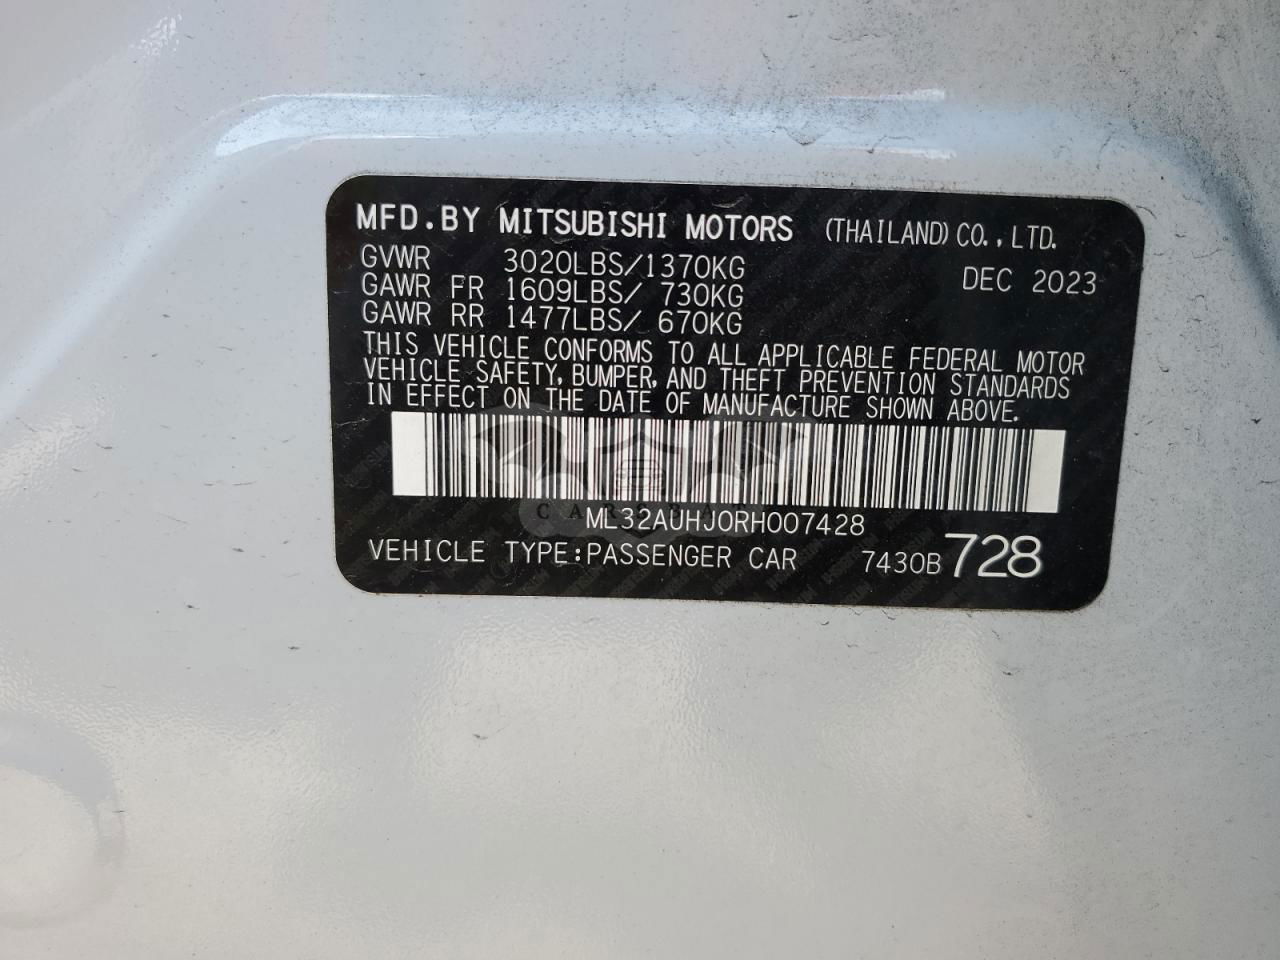 MFD.BY MITSUBISHI MOTORS (THAILAND) CO., LTD.
GVWR 3020LBS/1370KG DEC 2023
GAWR FR 1609LBS/ 730KG
GAWR RR 1477LBS/ 670KG
THIS VEHICLE CONFORMS TO ALL APPLICABLE FEDERAL MOTOR
VEHICLE SAFETY, BUMPER, AND THEFT PREVENTION STANDARDS
IN EFFECT ON THE DATE OF MANUFACTURE SHOWN ABOVE.
ML32AUHJ0RH007428
VEHICLE TYPE:PASSENGER CAR 7430B 728